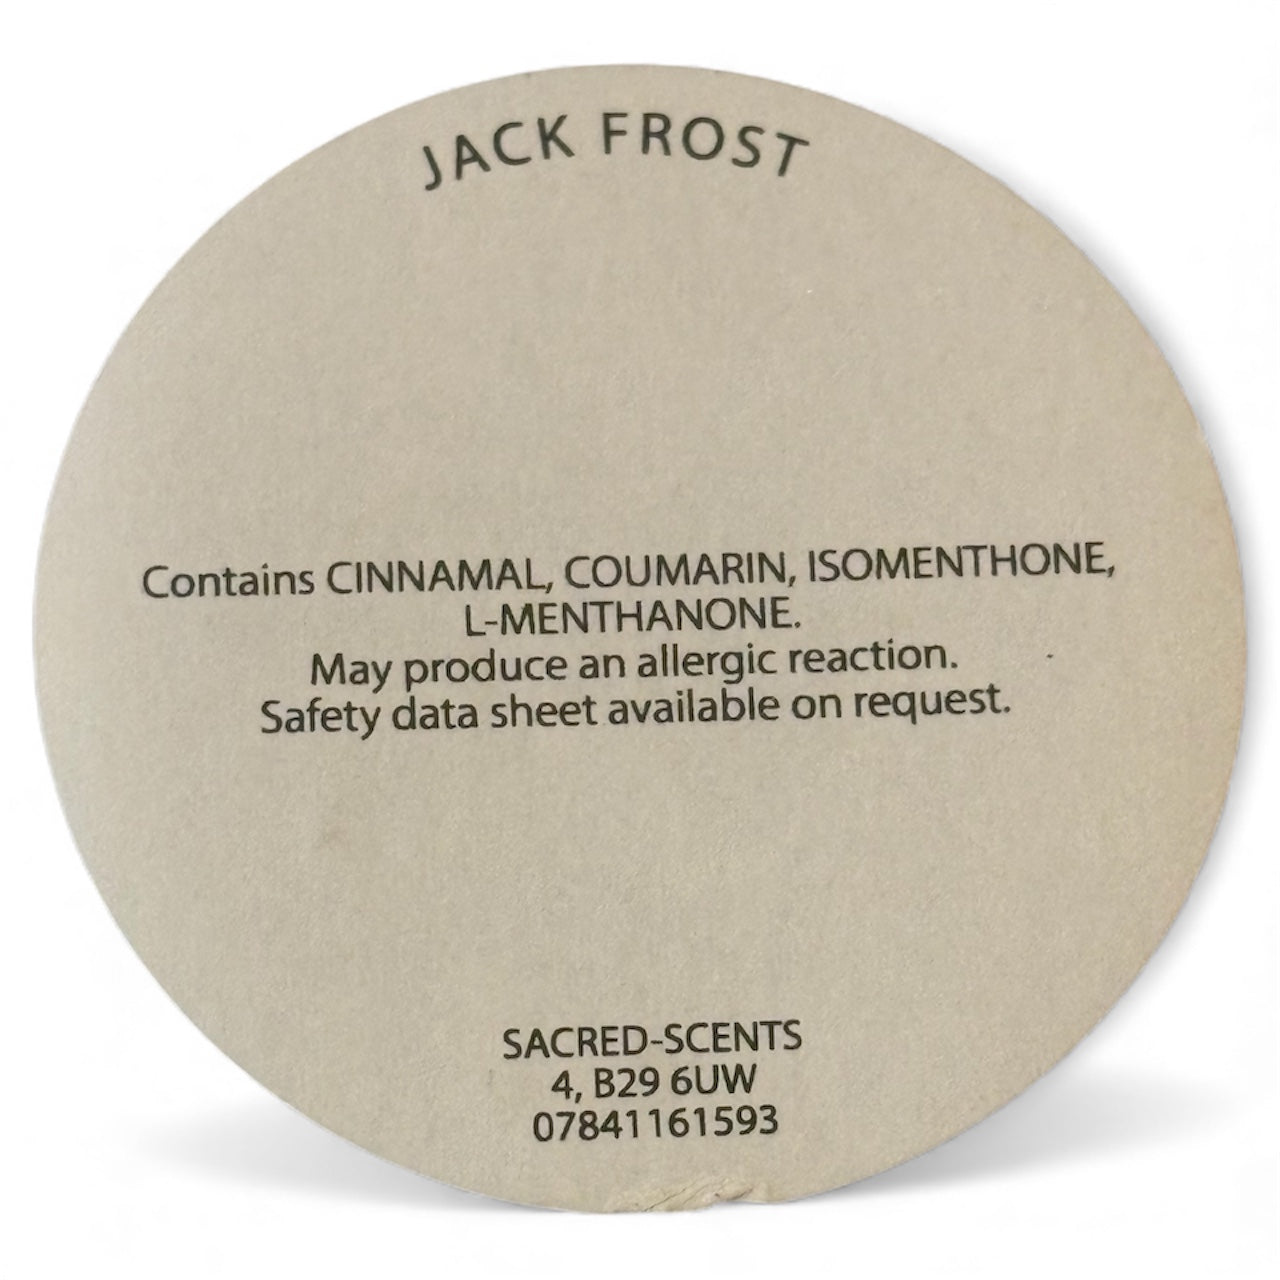 JACK FROST
Contains CINNAMAL, COUMARIN, ISOMENTHONE,
L-MENTHANONE.
May produce an allergic reaction.
Safety data sheet available on request.
SACRED-SCENTS
4, B29 6UW
07841161593